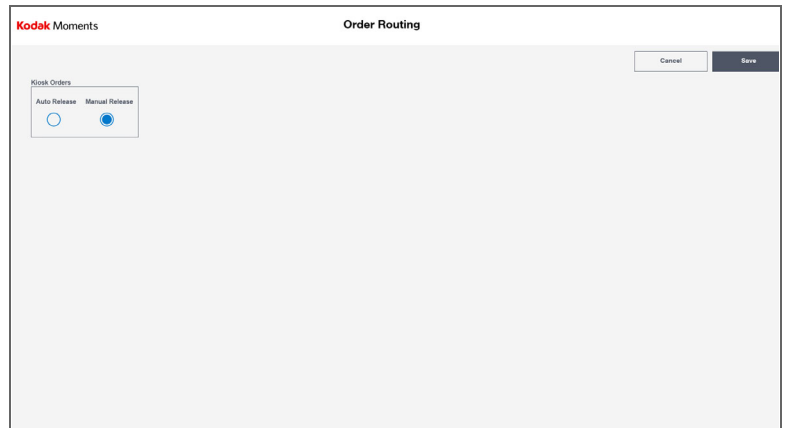 Kodak Moments
Order Routing
Cancel
Save
Kiosk Orders
Auto Release Manual Release